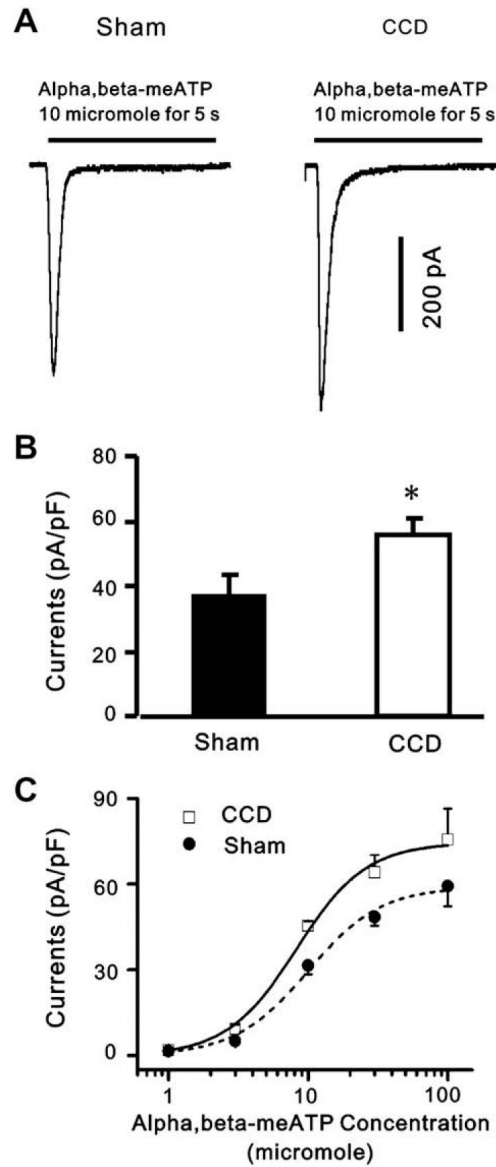 A
Sham
CCD
Alpha,beta-meATP
10 micromole for 5 s
Alpha,beta-meATP
10 micromole for 5 s
200 pA
B
Currents (pA/pF)
80
60
40
20
0
*
Sham
CCD
C
Currents (pA/pF)
90
60
30
0
CCD
Sham
1
10
100
Alpha,beta-meATP Concentration
(micromole)